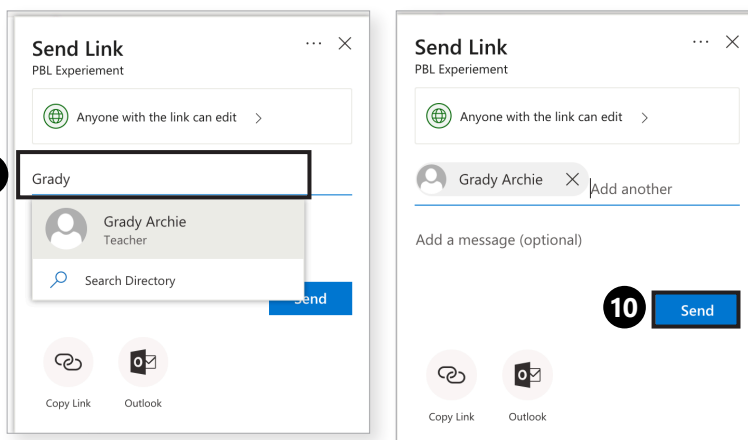 Send Link
PBL Experiement
Anyone with the link can edit >
Grady
Grady Archie
Teacher
Search Directory
Send
Copy Link Outlook
Send Link
PBL Experiement
Anyone with the link can edit >
Grady Archie
Add another
Add a message (optional)
10 Send
Copy Link Outlook